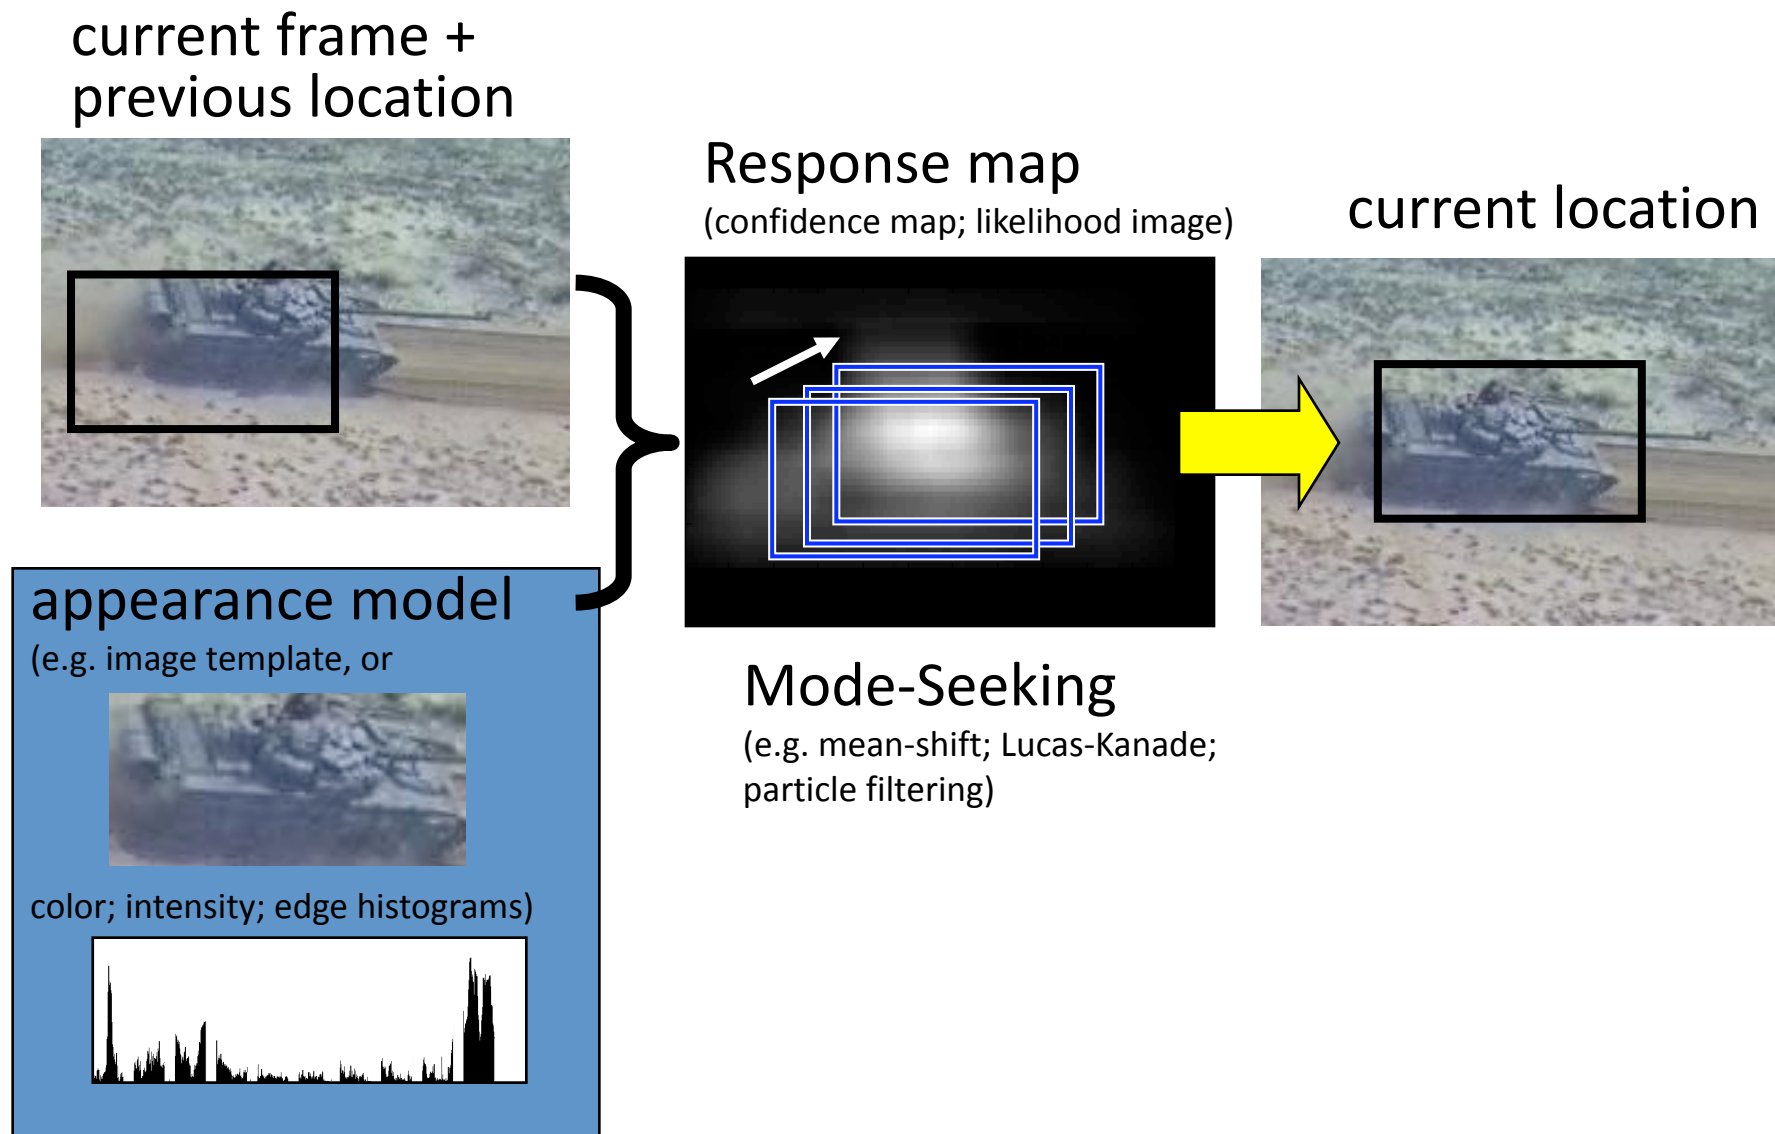 current frame +
previous location
Response map
(confidence map; likelihood image)
current location
appearance model
(e.g. image template, or
color; intensity; edge histograms)
Mode-Seeking
(e.g. mean-shift; Lucas-Kanade;
particle filtering)